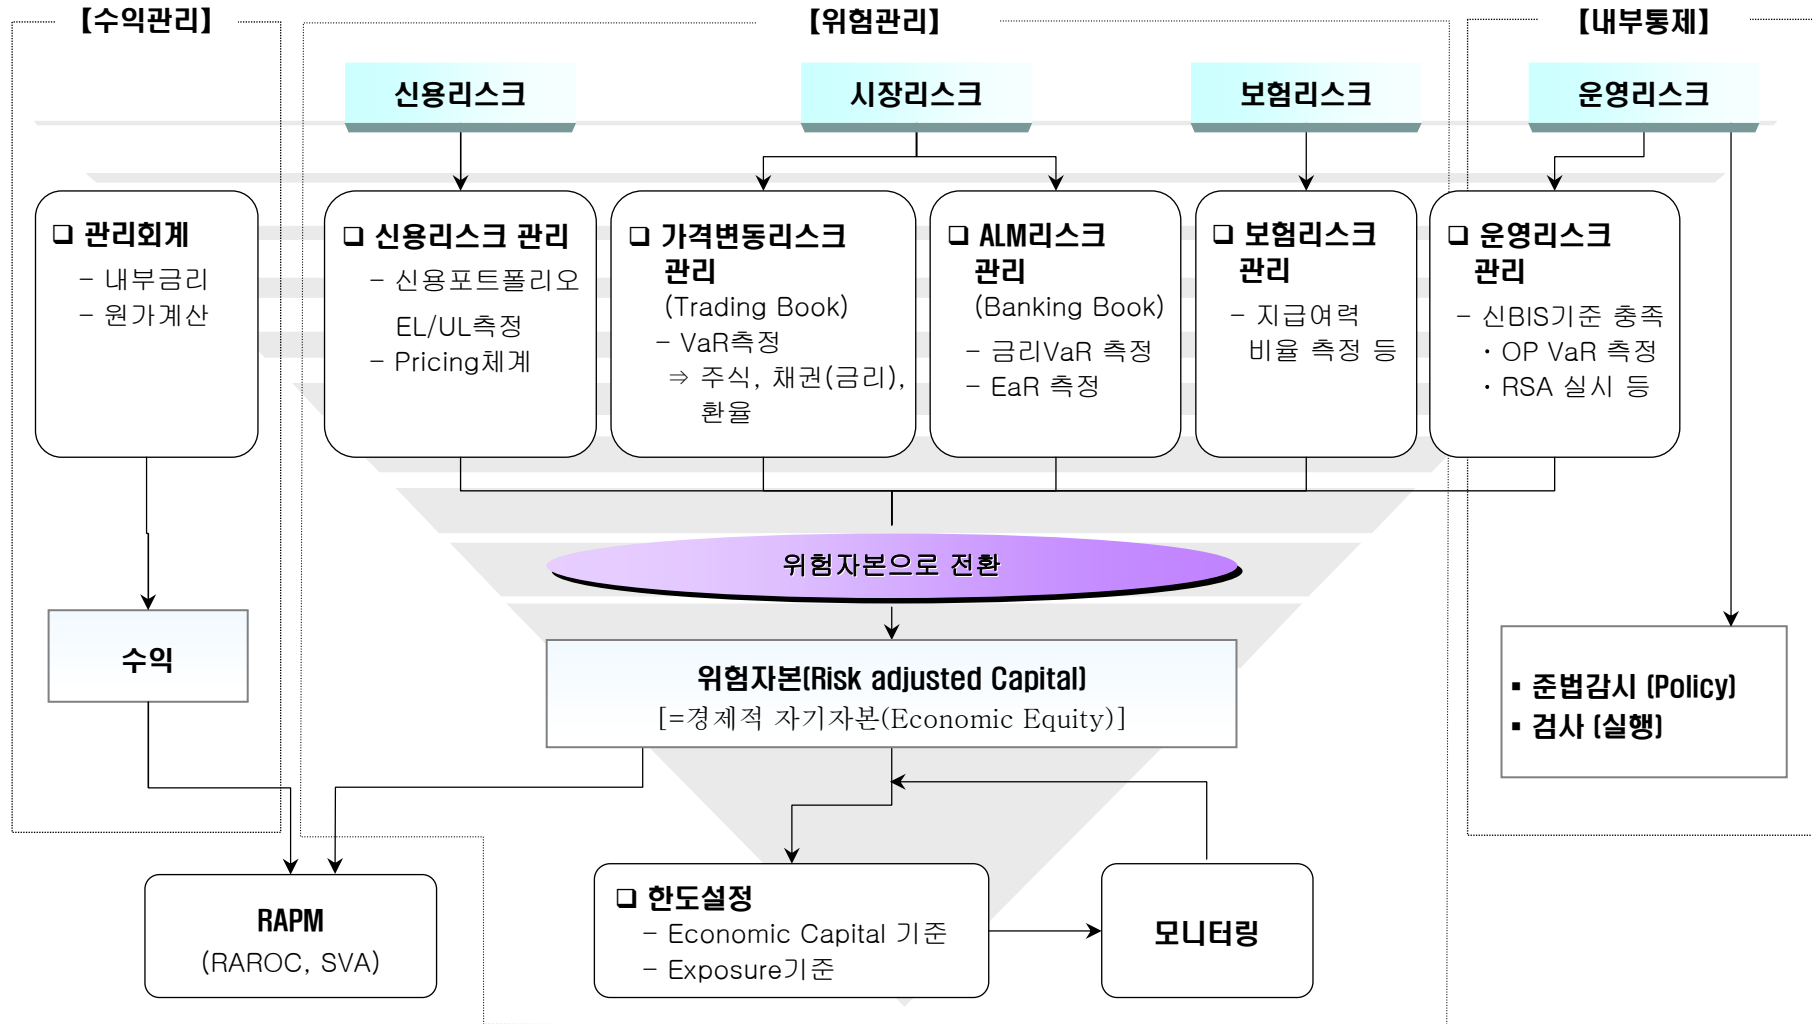 【수익관리】
【위험관리】
【내부통제】
신용리스크
시장리스크
보험리스크
운영리스크
❑ 관리회계
– 내부금리
– 원가계산
❑ 신용리스크 관리
– 신용포트폴리오
EL/UL측정
– Pricing체계
❑ 가격변동리스크
관리
(Trading Book)
– VaR측정
⇒ 주식, 채권(금리),
환율
❑ ALM리스크
관리
(Banking Book)
– 금리VaR 측정
– EaR 측정
❑ 보험리스크
관리
– 지급여력
비율 측정 등
❑ 운영리스크
관리
– 신BIS기준 충족
· OP VaR 측정
· RSA 실시 등
위험자본으로 전환
수익
위험자본(Risk adjusted Capital)
[=경제적 자기자본(Economic Equity)]
▪ 준법감시 (Policy)
▪ 검사 (실행)
RAPM
(RAROC, SVA)
❑ 한도설정
– Economic Capital 기준
– Exposure기준
모니터링